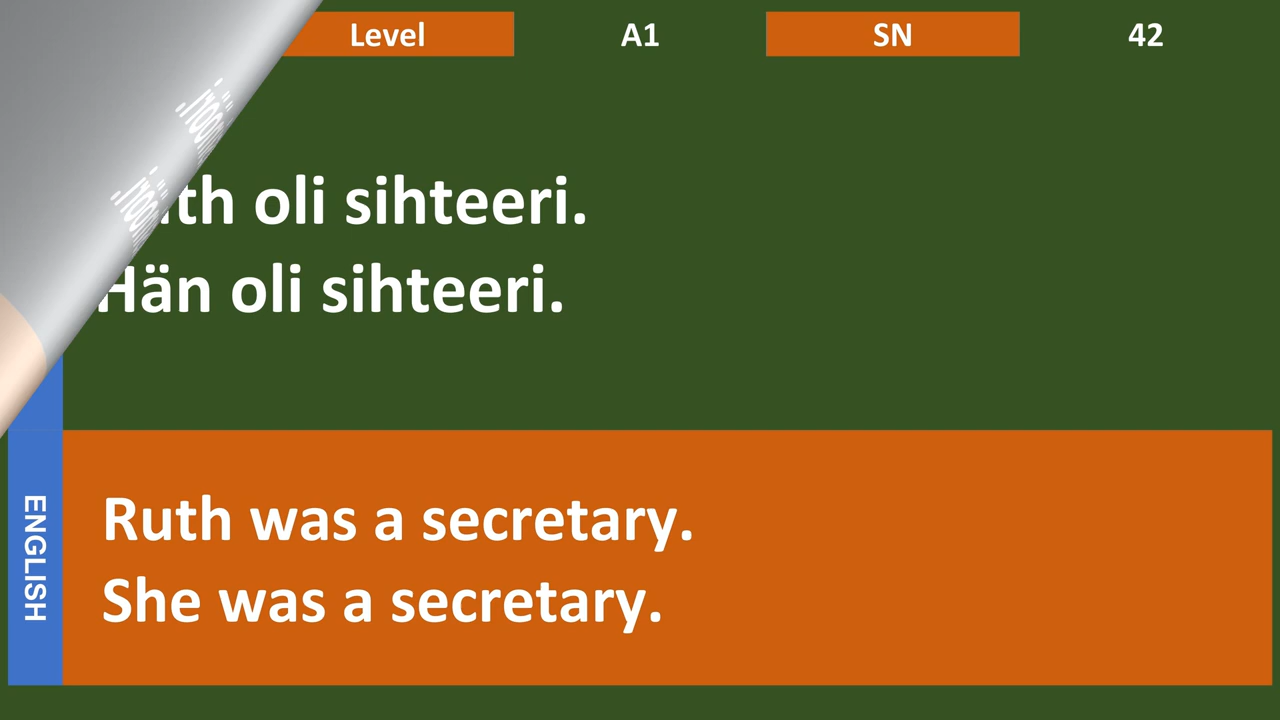 Level A1 SN 42
oli sihteeri.
Hän oli sihteeri.
ENGLISH
Ruth was a secretary.
She was a secretary.